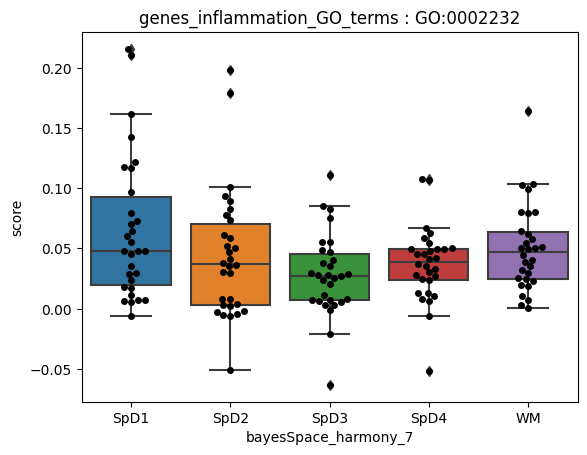 genes_inflammation_GO_terms : GO:0002232
score
0.20
0.15
0.10
0.05
0.00
−0.05
SpD1 SpD2 SpD3 SpD4 WM
bayesSpace_harmony_7